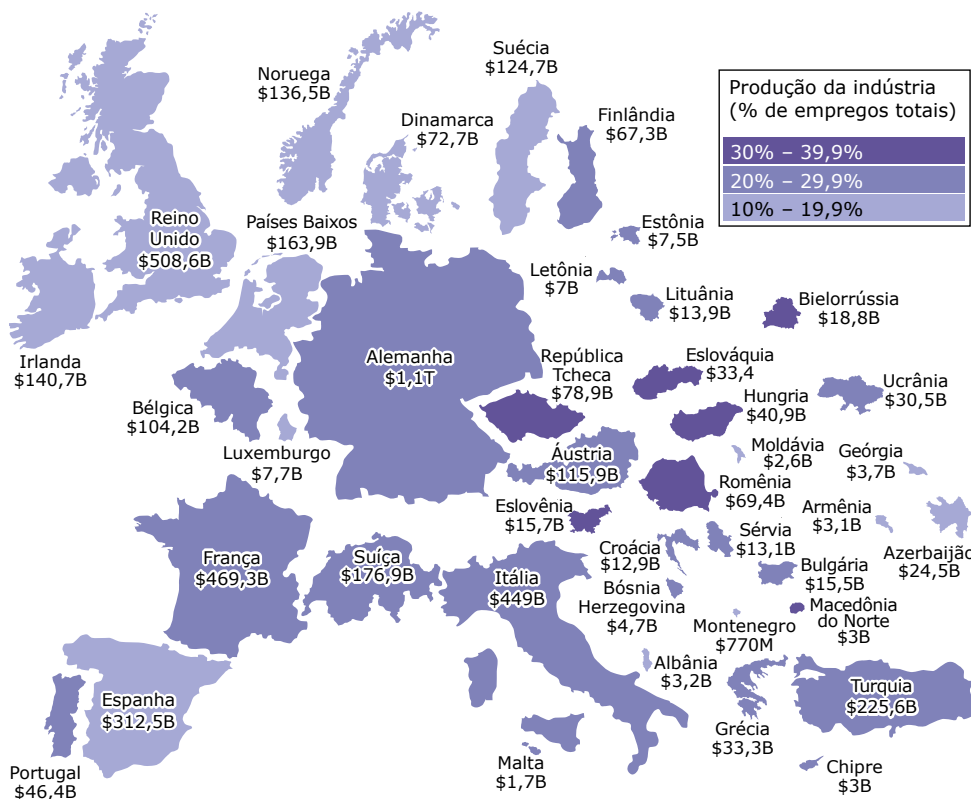 Suécia
$124,7B
Noruega
$136,5B
Produção da indústria
(% de empregos totais)
30% – 39,9%
20% – 29,9%
10% – 19,9%
Dinamarca
$72,7B
Finlândia
$67,3B
Reino
Unido
$508,6B
Países Baixos
$163,9B
Estônia
$7,5B
Letônia
$7B
Lituânia
$13,9B
Bielorrússia
$18,8B
Irlanda
$140,7B
Alemanha
$1,1T
República
Tcheca
$78,9B
Eslováquia
$33,4
Hungria
$40,9B
Ucrânia
$30,5B
Bélgica
$104,2B
Luxemburgo
$7,7B
Áustria
$115,9B
Moldávia
$2,6B
Geórgia
$3,7B
Eslovênia
$15,7B
Romênia
$69,4B
Armênia
$3,1B
Azerbaijão
$24,5B
França
$469,3B
Suíça
$176,9B
Itália
$449B
Croácia
$12,9B
Sérvia
$13,1B
Bulgária
$15,5B
Bósnia
Herzegovina
$4,7B
Montenegro
$770M
Macedônia
do Norte
$3B
Albânia
$3,2B
Espanha
$312,5B
Portugal
$46,4B
Malta
$1,7B
Grécia
$33,3B
Turquia
$225,6B
Chipre
$3B